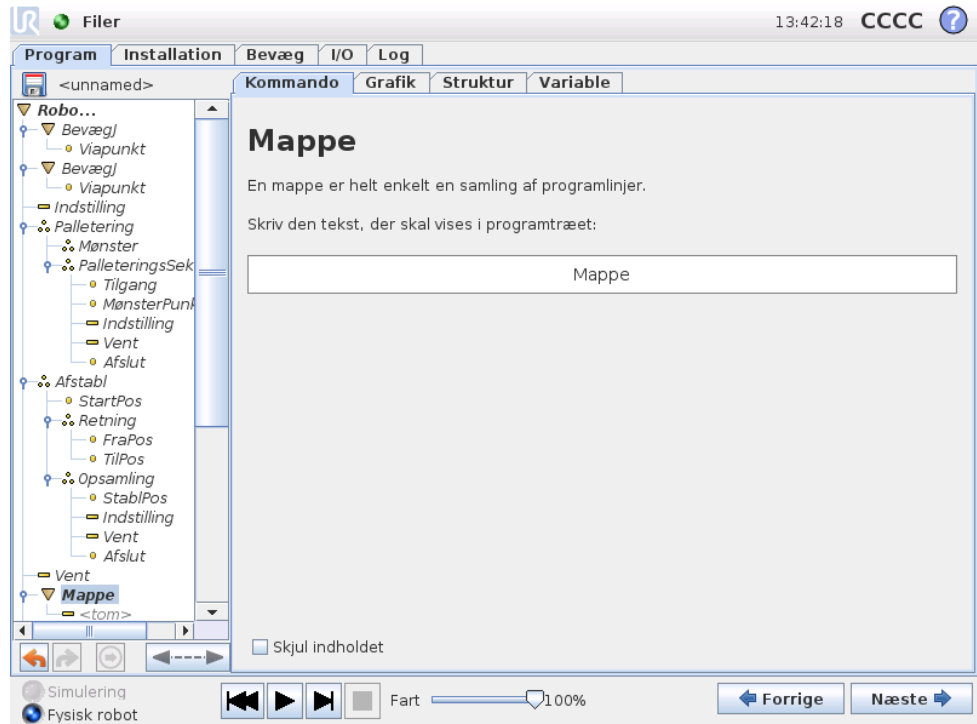 Filer 13:42:18 CCCC ?
Program Installation Bevæg I/O Log
<unnamed>
Kommando Grafik Struktur Variable
Robo...
BevægJ
Viapunkt
BevægJ
Viapunkt
Indstilling
Palletering
Mønster
PalleteringsSek
Tilgang
MønsterPunk
Indstilling
Vent
Afslut
Afstabl
StartPos
Retning
FraPos
TilPos
Opsamling
StablPos
Indstilling
Vent
Afslut
Vent
Mappe
<tom>
Mappe
En mappe er helt enkelt en samling af programlinjer.
Skriv den tekst, der skal vises i programtræet:
Mappe
Skjul indholdet
Simulering
Fysisk robot
Fart 100%
Forrige Næste